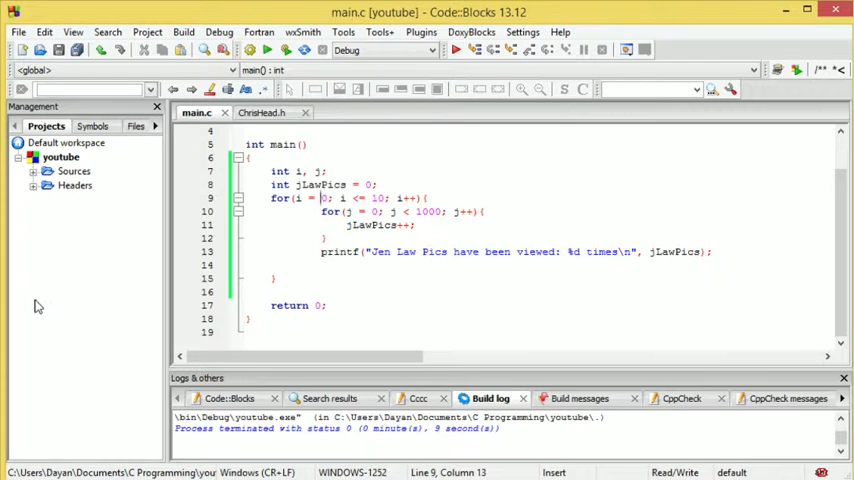 main.c [youtube] - Code::Blocks 13.12
File Edit View Search Project Build Debug Fortran wxSmith Tools Tools+ Plugins DoxyBlocks Settings Help
Debug
<global> main() : int /** *<
Aa .* S C
Management
Projects Symbols Files
main.c ChrisHead.h
Default workspace
youtube
Sources
Headers
4
5 int main()
6 {
7 int i, j;
8 int jLawPics = 0;
9 for(i = 0; i <= 10; i++){
10 for(j = 0; j < 1000; j++){
11 jLawPics++;
12 }
13 printf("Jen Law Pics have been viewed: %d times\n", jLawPics);
14
15 }
16
17 return 0;
18 }
19
Logs & others
Code::Blocks Search results Cccc Build log Build messages CppCheck CppCheck messages
\bin\Debug\youtube.exe" (in C:\Users\Dayan\Documents\C Programming\youtube\.)
Process terminated with status 0 (0 minute(s), 9 second(s))
C:\Users\Dayan\Documents\C Programming\you Windows (CR+LF) WINDOWS-1252 Line 9, Column 13 Insert Read/Write default